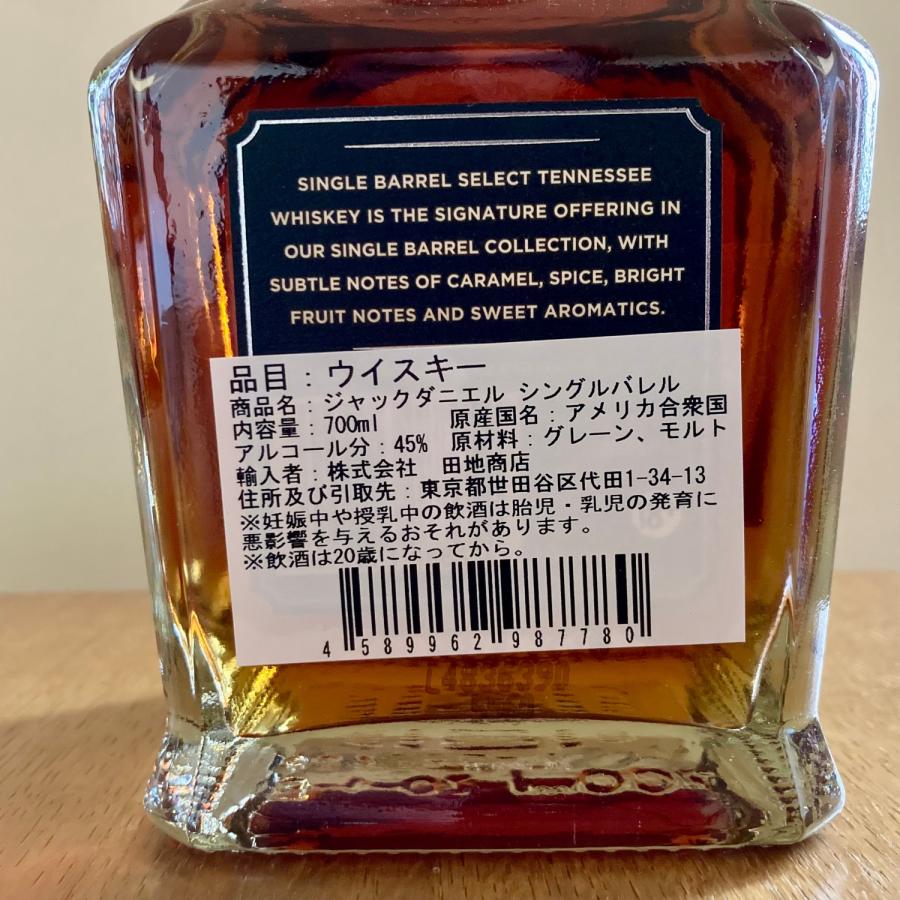 SINGLE BARREL SELECT TENNESSEE
WHISKEY IS THE SIGNATURE OFFERING IN
OUR SINGLE BARREL COLLECTION, WITH
SUBTLE NOTES OF CARAMEL, SPICE, BRIGHT
FRUIT NOTES AND SWEET AROMATICS.
品目：ウイスキー
商品名：ジャックダニエル シングルバレル
内容量：700ml 原産国名：アメリカ合衆国
アルコール分：45% 原材料：グレーン、モルト
輸入者：株式会社 田地商店
住所及び引取先：東京都世田谷区代田1-34-13
※妊娠中や授乳中の飲酒は胎児・乳児の発育に
悪影響を与えるおそれがあります。
※飲酒は20歳になってから。
4 589962 987780